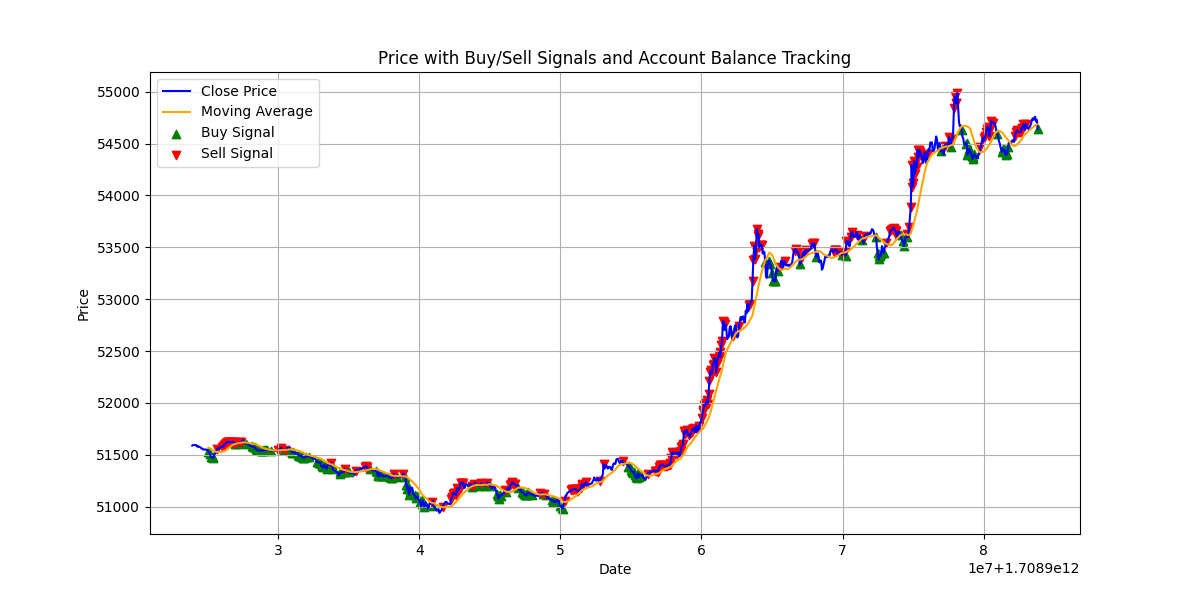 Price with Buy/Sell Signals and Account Balance Tracking
Close Price
Moving Average
Buy Signal
Sell Signal
55000
54500
54000
53500
53000
52500
52000
51500
51000
Price
3 4 5 6 7 8
Date
1e7+1.7089e12